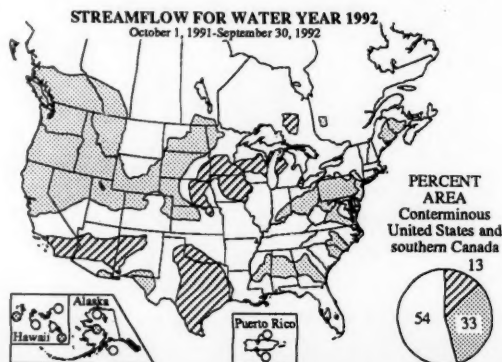 STREAMFLOW FOR WATER YEAR 1992
October 1, 1991-September 30, 1992
PERCENT
AREA
Conterminous
United States and
southern Canada
13
54
33
Alaska
Hawaii
Puerto Rico